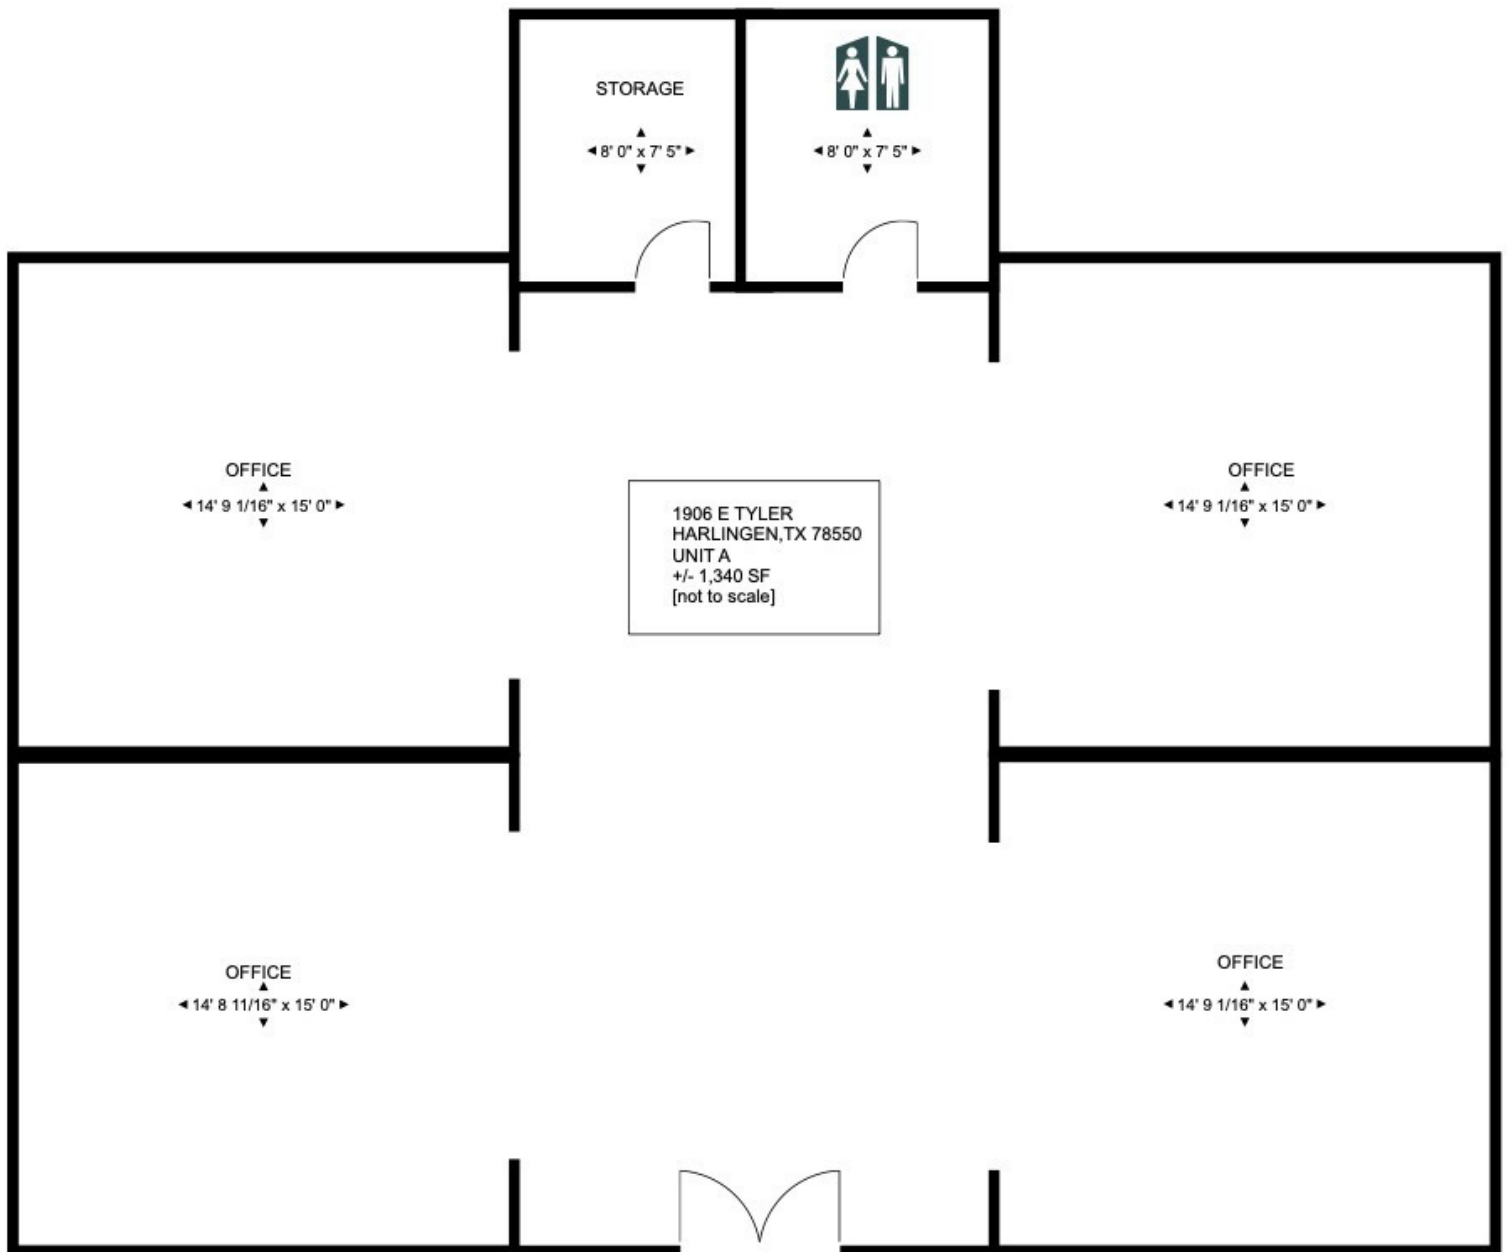 STORAGE
8' 0" x 7' 5"
8' 0" x 7' 5"
OFFICE
14' 9 1/16" x 15' 0"
1906 E TYLER
HARLINGEN,TX 78550
UNIT A
+/- 1,340 SF
[not to scale]
OFFICE
14' 9 1/16" x 15' 0"
OFFICE
14' 8 11/16" x 15' 0"
OFFICE
14' 9 1/16" x 15' 0"